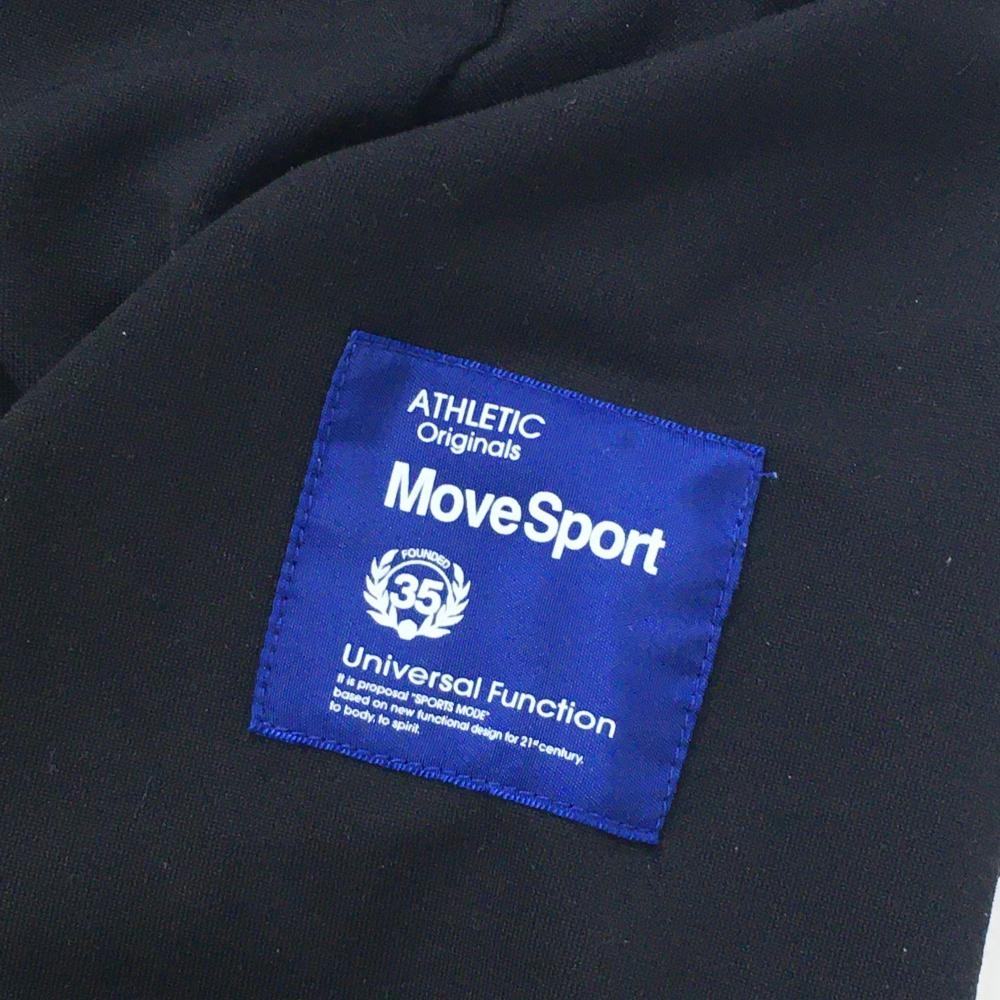 ATHLETIC
Originals
MoveSport
FOUNDED
35
Universal Function
It is proposal "SPORTS MODE"
based on new functional design for 21st century.
to body, to spirit.